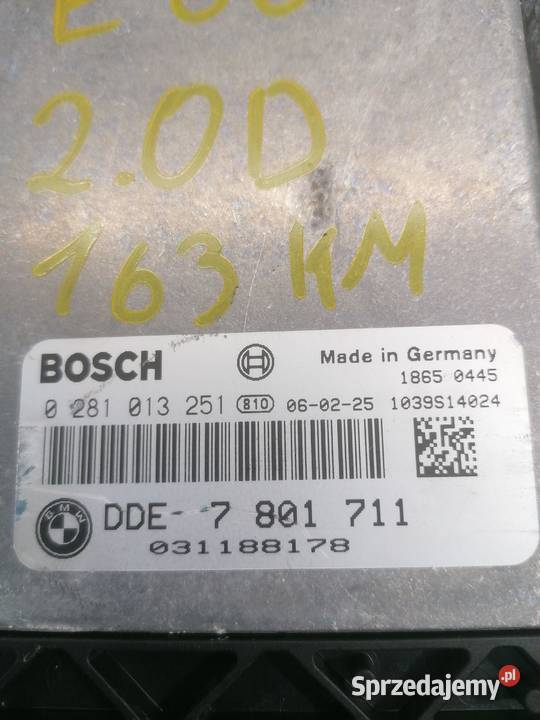 2.0D
163 KM
BOSCH
Made in Germany
1865 0445
0 281 013 251 810 06-02-25 1039S14024
BMW
DDE- 7 801 711
031188178
Sprzedajemy.pl